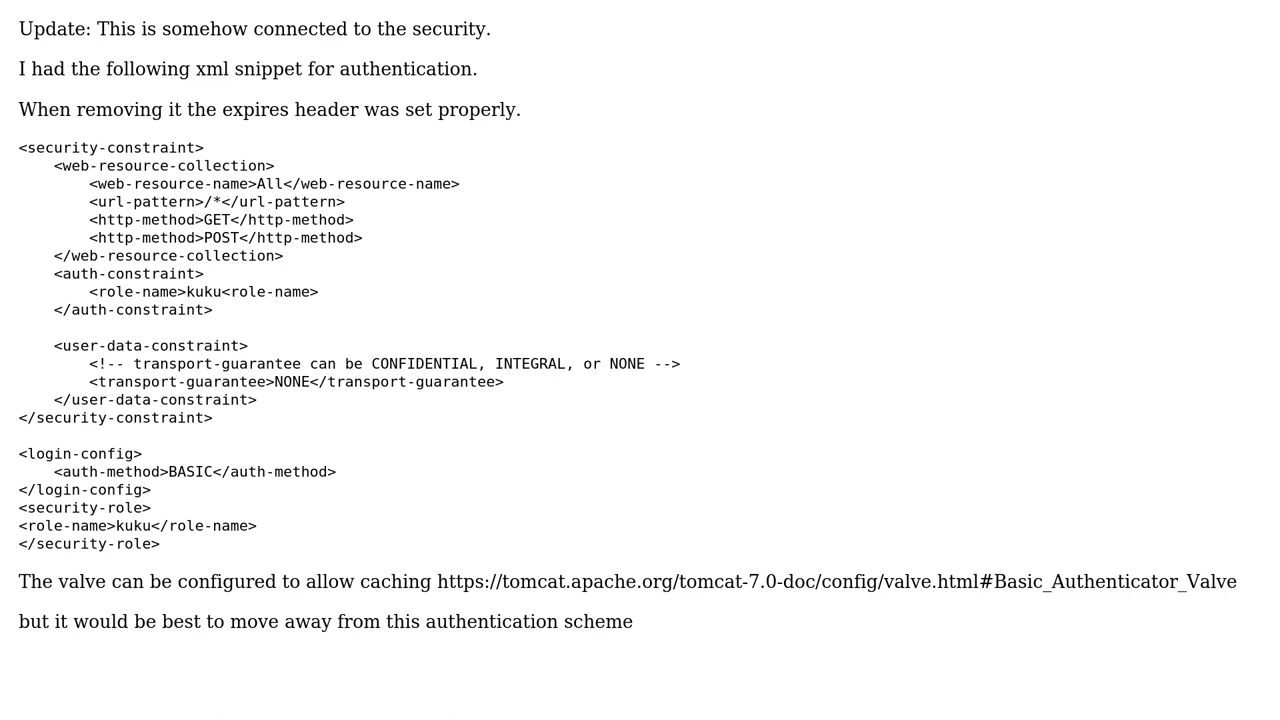 Update: This is somehow connected to the security.
I had the following xml snippet for authentication.
When removing it the expires header was set properly.
<security-constraint>
    <web-resource-collection>
        <web-resource-name>All</web-resource-name>
        <url-pattern>/*</url-pattern>
        <http-method>GET</http-method>
        <http-method>POST</http-method>
    </web-resource-collection>
    <auth-constraint>
        <role-name>kuku<role-name>
    </auth-constraint>

    <user-data-constraint>
        <!-- transport-guarantee can be CONFIDENTIAL, INTEGRAL, or NONE -->
        <transport-guarantee>NONE</transport-guarantee>
    </user-data-constraint>
</security-constraint>

<login-config>
    <auth-method>BASIC</auth-method>
</login-config>
<security-role>
<role-name>kuku</role-name>
</security-role>
The valve can be configured to allow caching https://tomcat.apache.org/tomcat-7.0-doc/config/valve.html#Basic_Authenticator_Valve
but it would be best to move away from this authentication scheme